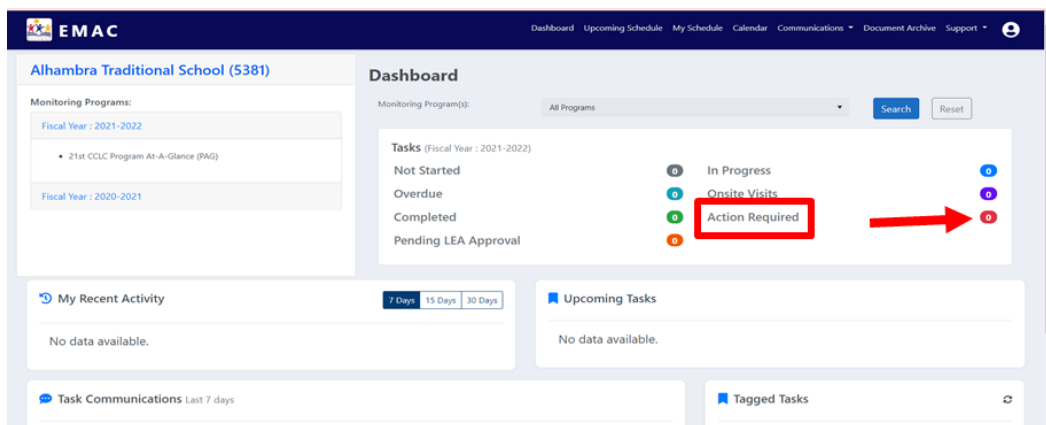 EMAC
Dashboard Upcoming Schedule My Schedule Calendar Communications Document Archive Support
Alhambra Traditional School (5381)
Monitoring Programs:
Fiscal Year : 2021-2022
21st CCLC Program At-A-Glance (PAG)
Fiscal Year : 2020-2021
Dashboard
Monitoring Program(s): All Programs Search Reset
Tasks (Fiscal Year : 2021-2022)
Not Started 0 In Progress 0
Overdue 0 Onsite Visits 0
Completed 0 Action Required 0
Pending LEA Approval 0
My Recent Activity 7 Days 15 Days 30 Days
No data available.
Upcoming Tasks
No data available.
Task Communications Last 7 days
Tagged Tasks